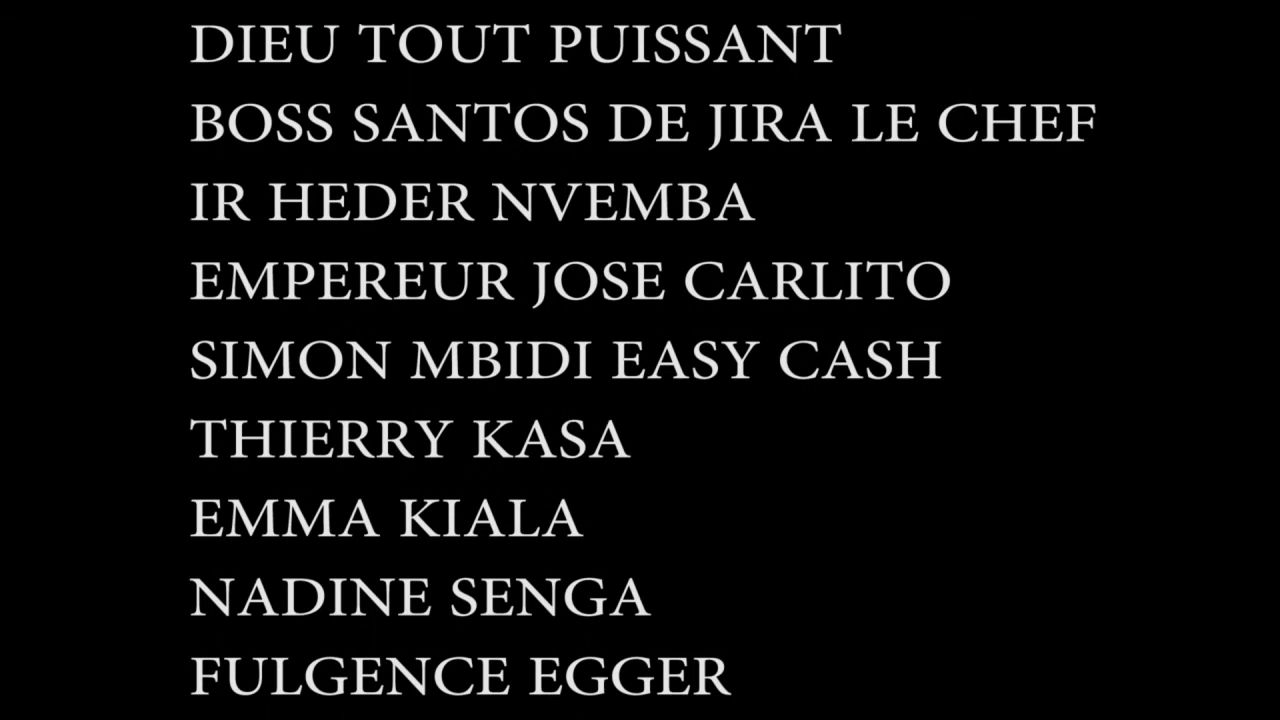 DIEU TOUT PUISSANT
BOSS SANTOS DE JIRA LE CHEF
IR HEDER NVEMBA
EMPEREUR JOSE CARLITO
SIMON MBIDI EASY CASH
THIERRY KASA
EMMA KIALA
NADINE SENGA
FULGENCE EGGER